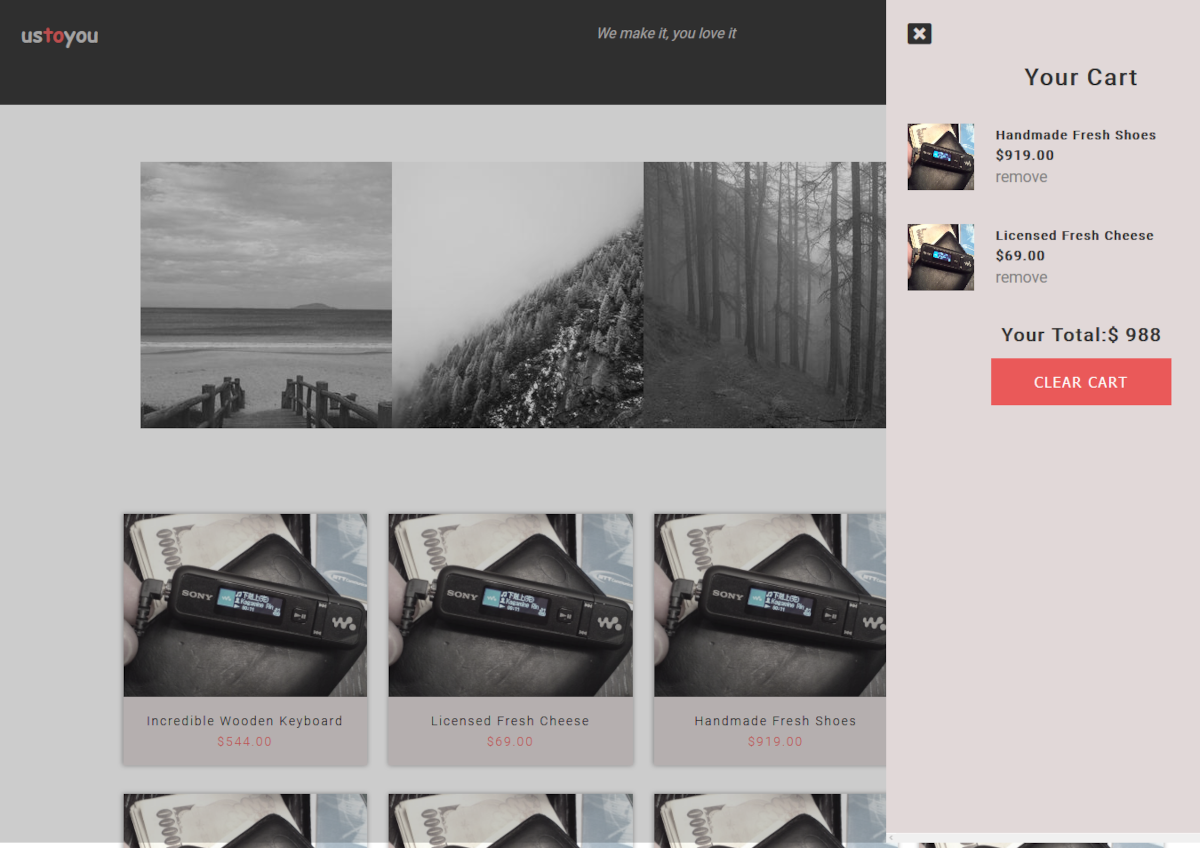 ustoyou
We make it, you love it
Your Cart
Handmade Fresh Shoes
$919.00
remove
Licensed Fresh Cheese
$69.00
remove
Your Total:$ 988
CLEAR CART
SONY
SONY
SONY
Incredible Wooden Keyboard
$544.00
Licensed Fresh Cheese
$69.00
Handmade Fresh Shoes
$919.00